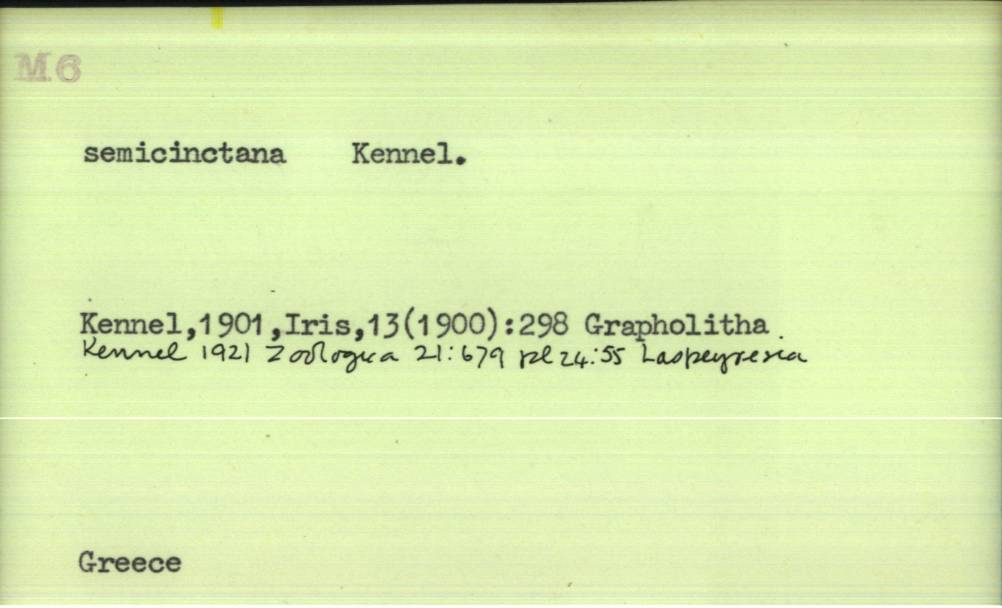 M6
semicinctana Kennel.
Kennel,1901,Iris,13(1900):298 Grapholitha
Kennel 1921 Zoologica 21:679 pl 24:55 Laspeyresia
Greece